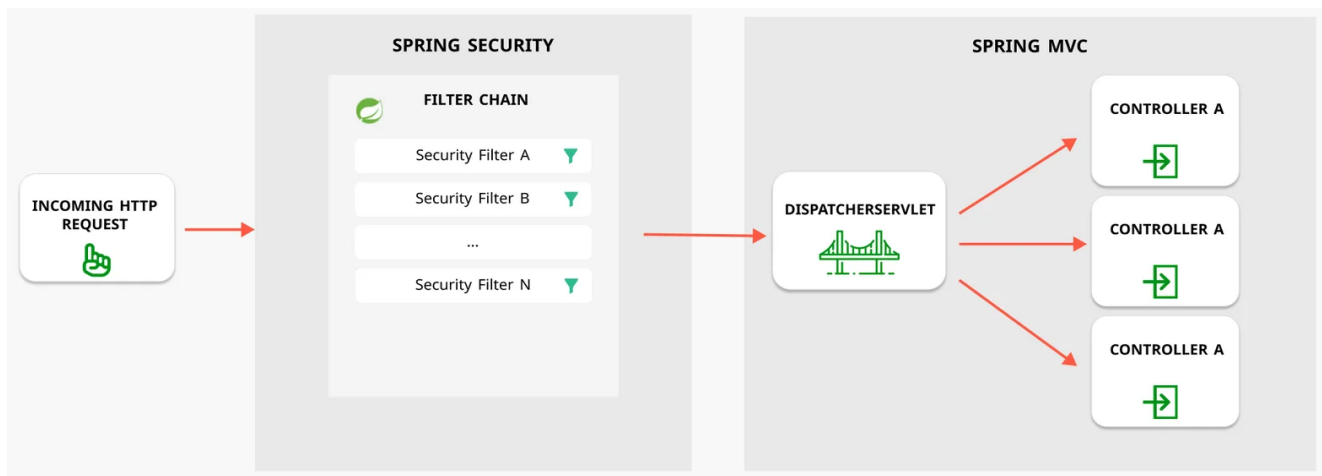 SPRING SECURITY
FILTER CHAIN
Security Filter A
Security Filter B
...
Security Filter N
INCOMING HTTP
REQUEST
SPRING MVC
DISPATCHERSERVLET
CONTROLLER A
CONTROLLER A
CONTROLLER A